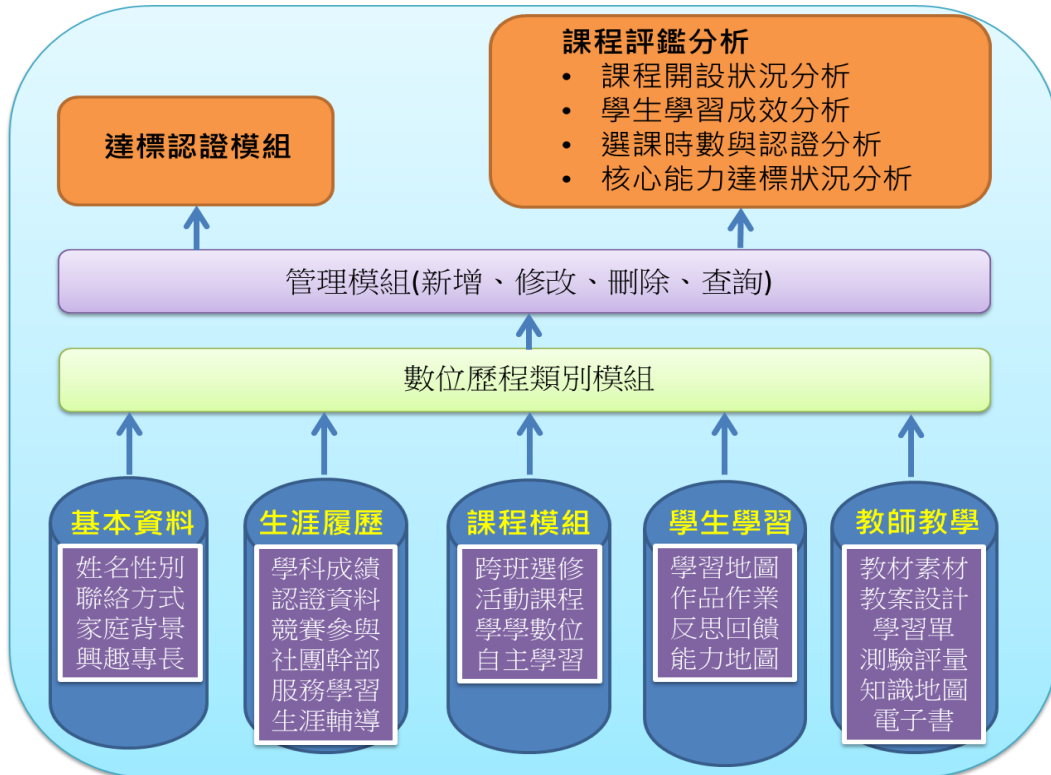 課程評鑑分析
• 課程開設狀況分析
• 學生學習成效分析
• 選課時數與認證分析
• 核心能力達標狀況分析
達標認證模組
管理模組(新增、修改、刪除、查詢)
數位歷程類別模組
基本資料
姓名性別
聯絡方式
家庭背景
興趣專長
生涯履歷
學科成績
認證資料
競賽參與
社團幹部
服務學習
生涯輔導
課程模組
跨班選修
活動課程
學學數位
自主學習
學生學習
學習地圖
作品作業
反思回饋
能力地圖
教師教學
教材素材
教案設計
學習單
測驗評量
知識地圖
電子書